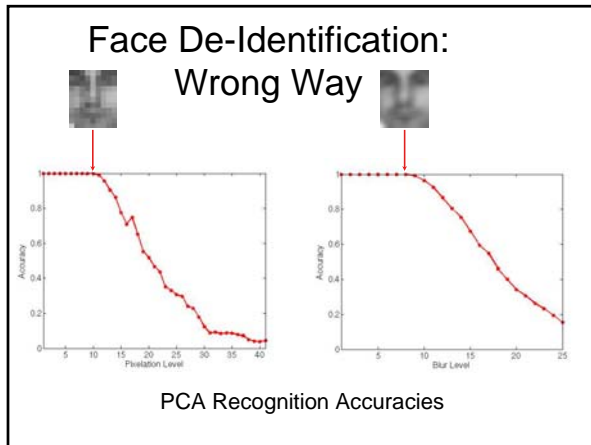 Face De-Identification:
Wrong Way
1
0.8
0.6
0.4
0.2
0
Accuracy
5 10 15 20 25 30 35 40
Pixelation Level
1
0.8
0.6
0.4
0.2
0
Accuracy
5 10 15 20 25
Blur Level
PCA Recognition Accuracies